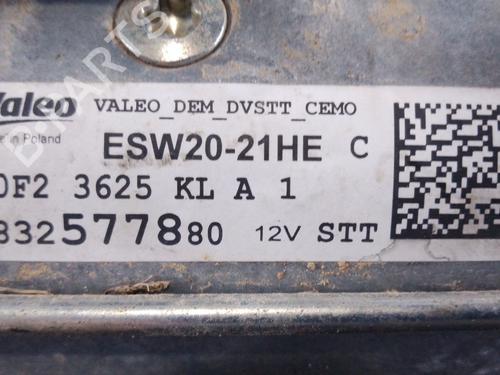 Valeo VALEO_DEM_DVSTT_CEMO
in Poland ESW20-21HE C
0F2 3625 KL A 1
832577880 12V STT